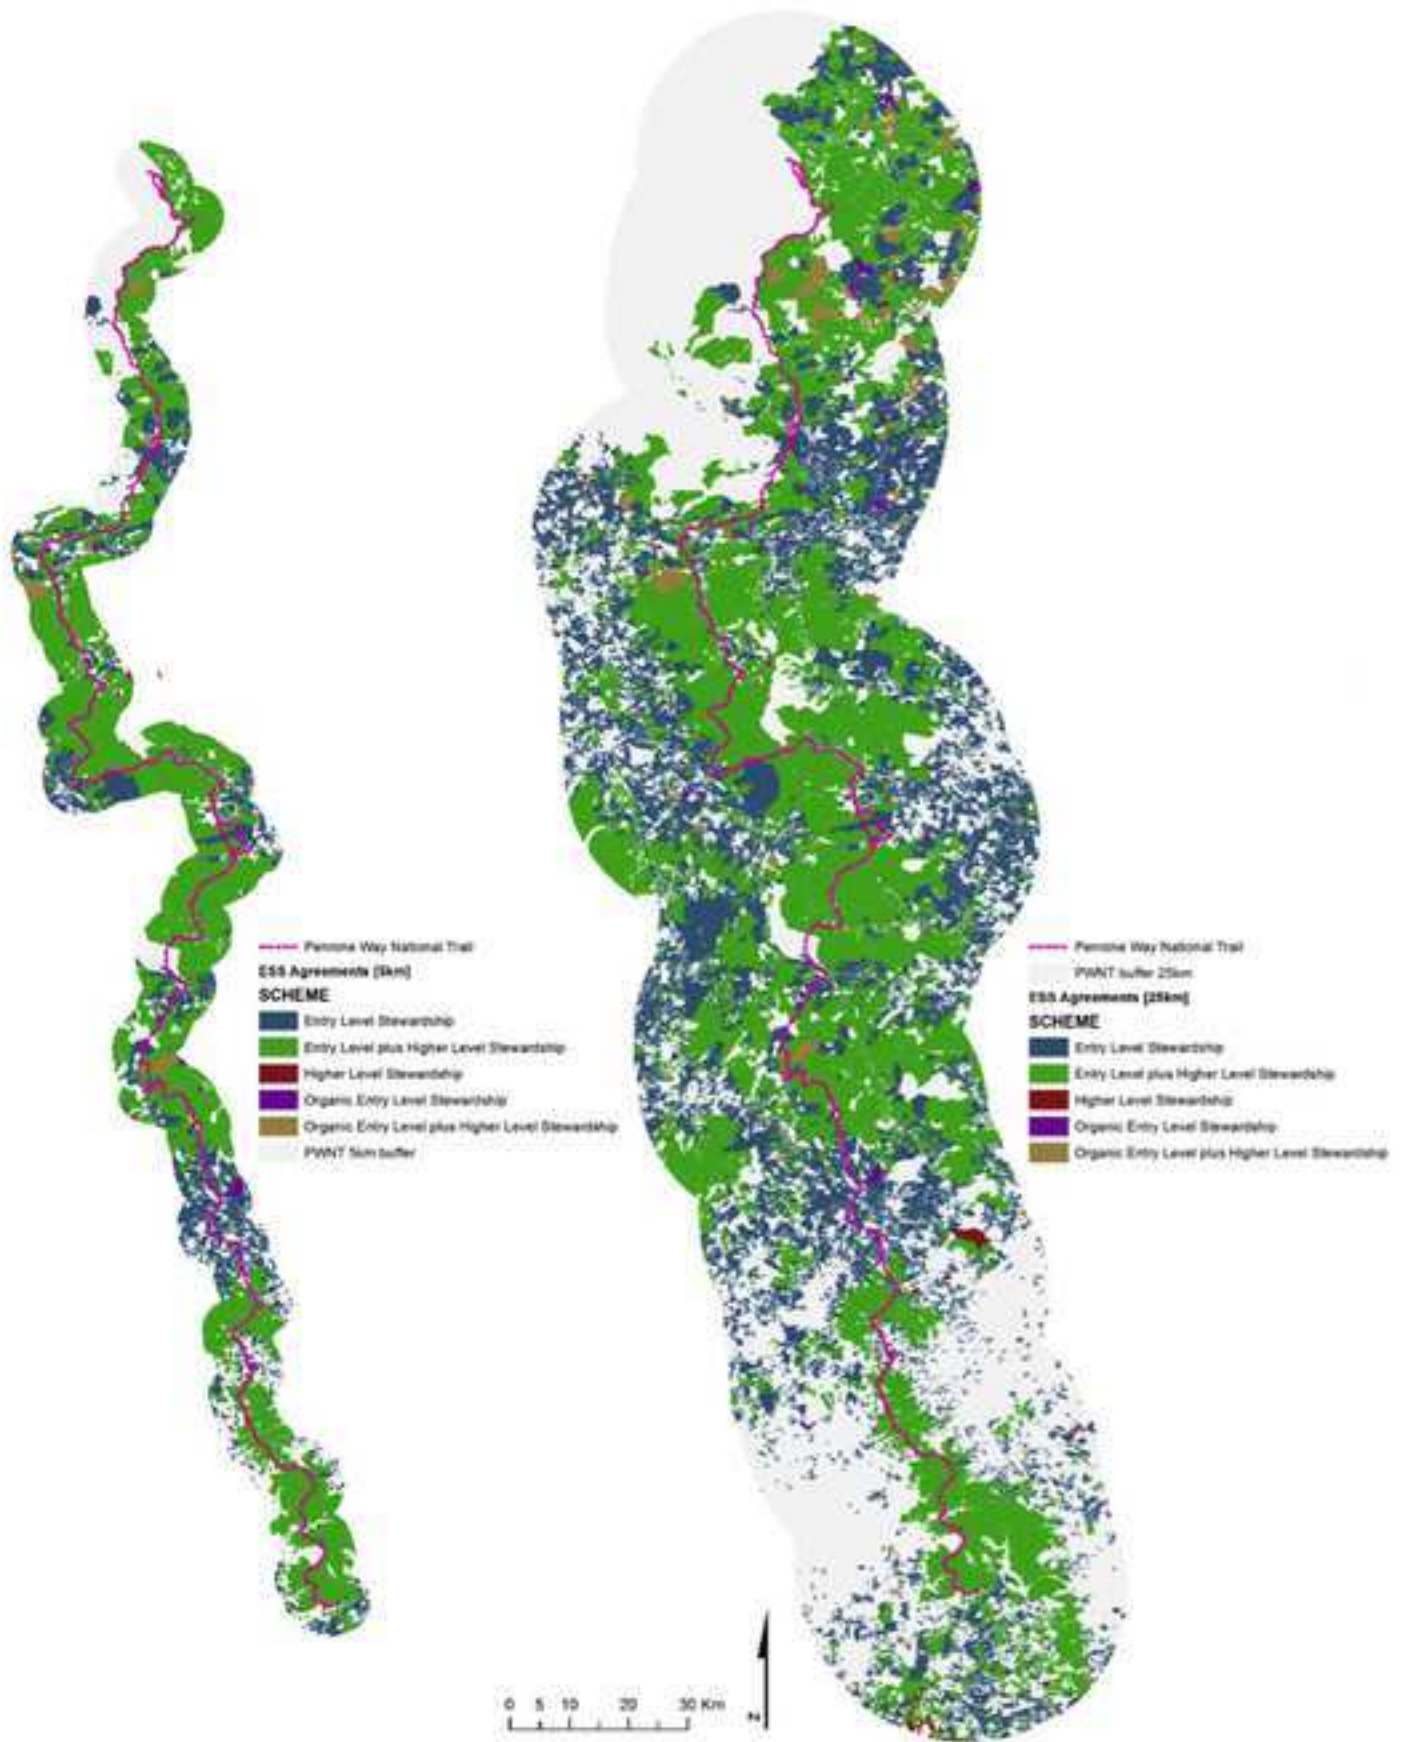 Pennine Way National Trail
ESS Agreements [5km]
SCHEME
Entry Level Stewardship
Entry Level plus Higher Level Stewardship
Higher Level Stewardship
Organic Entry Level Stewardship
Organic Entry Level plus Higher Level Stewardship
PWNT 5km buffer
Pennine Way National Trail
PWNT buffer 25km
ESS Agreements [25km]
SCHEME
Entry Level Stewardship
Entry Level plus Higher Level Stewardship
Higher Level Stewardship
Organic Entry Level Stewardship
Organic Entry Level plus Higher Level Stewardship
0 5 10 20 30 Km
N